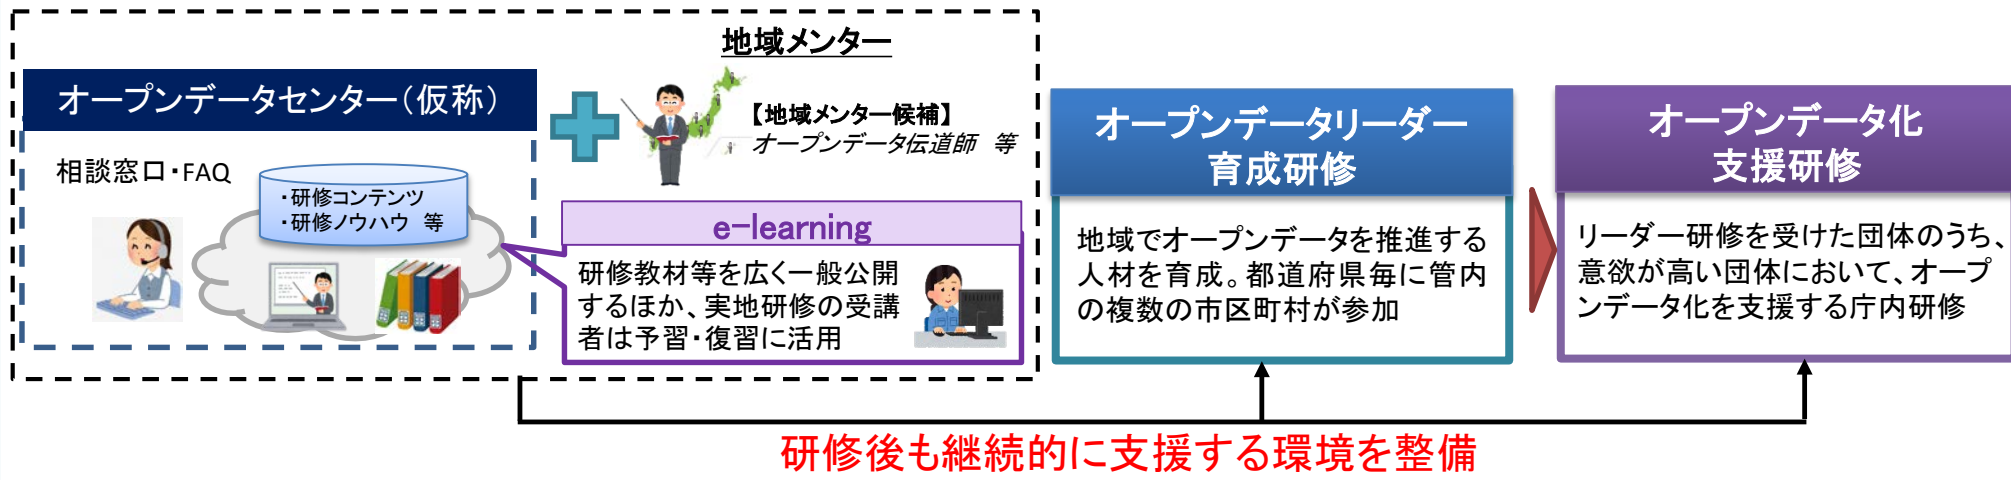 地域メンター
オープンデータセンター（仮称）
【地域メンター候補】
オープンデータ伝道師　等
相談窓口・FAQ
・研修コンテンツ
・研修ノウハウ　等
e-learning
研修教材等を広く一般公開
するほか、実地研修の受講
者は予習・復習に活用
オープンデータリーダー
育成研修
地域でオープンデータを推進する
人材を育成。都道府県毎に管内
の複数の市区町村が参加
オープンデータ化
支援研修
リーダー研修を受けた団体のうち、
意欲が高い団体において、オープ
ンデータ化を支援する庁内研修
研修後も継続的に支援する環境を整備